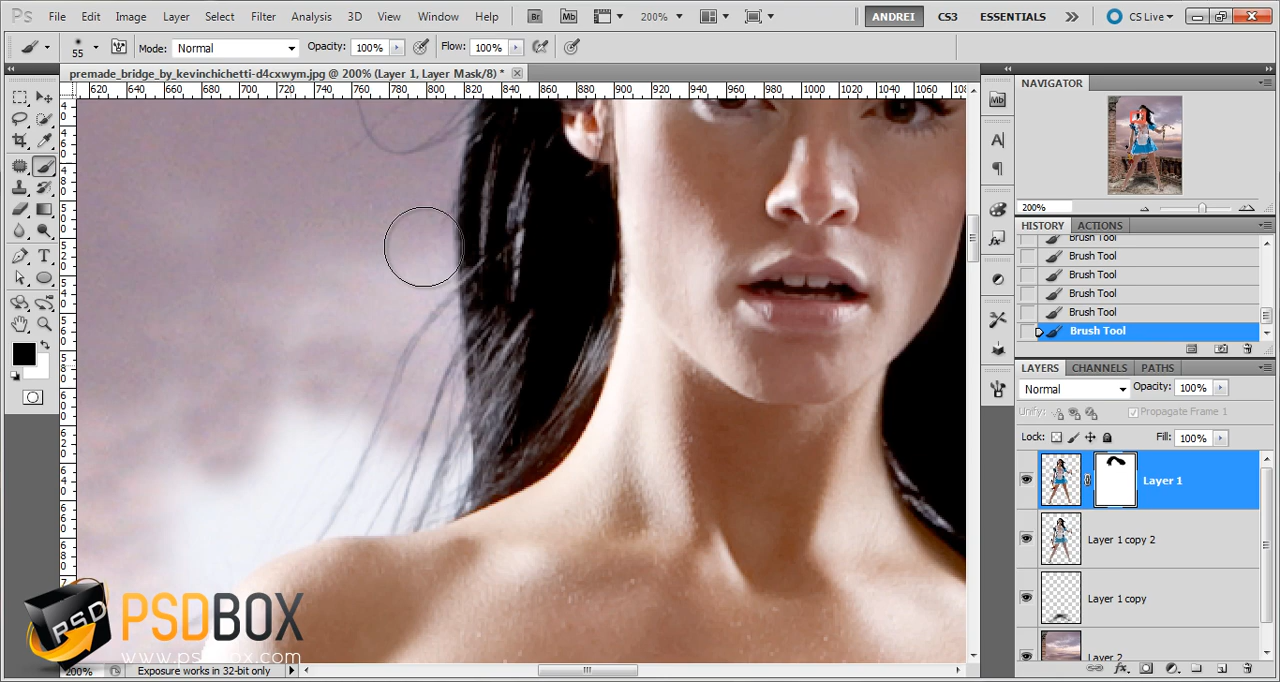 Ps File Edit Image Layer Select Filter Analysis 3D View Window Help Br Mb 200% ANDREI CS3 ESSENTIALS CS Live
55 Mode: Normal Opacity: 100% Flow: 100%
premade_bridge_by_kevinchichetti-d4cxwym.jpg @ 200% (Layer 1, Layer Mask/8) *
620 640 660 680 700 720 740 760 780 800 820 840 860 880 900 920 940 960 980 1000 1020 1040 1060
NAVIGATOR
Mb
200%
HISTORY ACTIONS
Brush Tool
Brush Tool
Brush Tool
Brush Tool
Brush Tool
Brush Tool
LAYERS CHANNELS PATHS
Normal Opacity: 100%
Unify: Propagate Frame 1
Lock: Fill: 100%
Layer 1
Layer 1 copy 2
Layer 1 copy
Layer 2
PSD PSDBOX
www.psdbox.com
200% Exposure works in 32-bit only